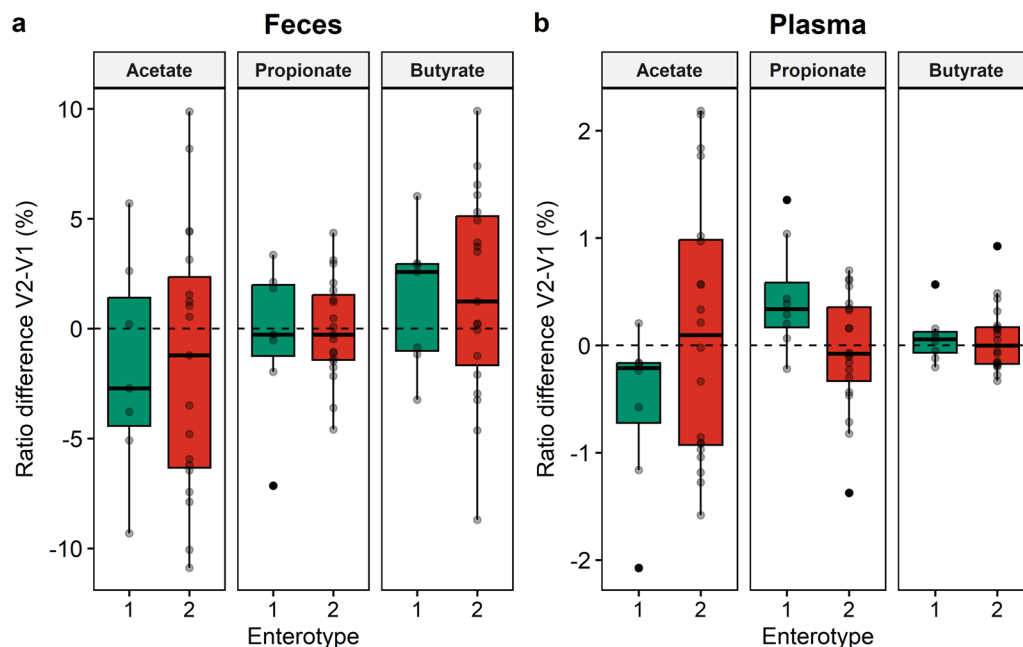 a
Feces
Acetate
Propionate
Butyrate
Ratio difference V2-V1 (%)
10
5
0
-5
-10
1
2
1
2
1
2
Enterotype
b
Plasma
Acetate
Propionate
Butyrate
Ratio difference V2-V1 (%)
2
1
0
-1
-2
1
2
1
2
1
2
Enterotype